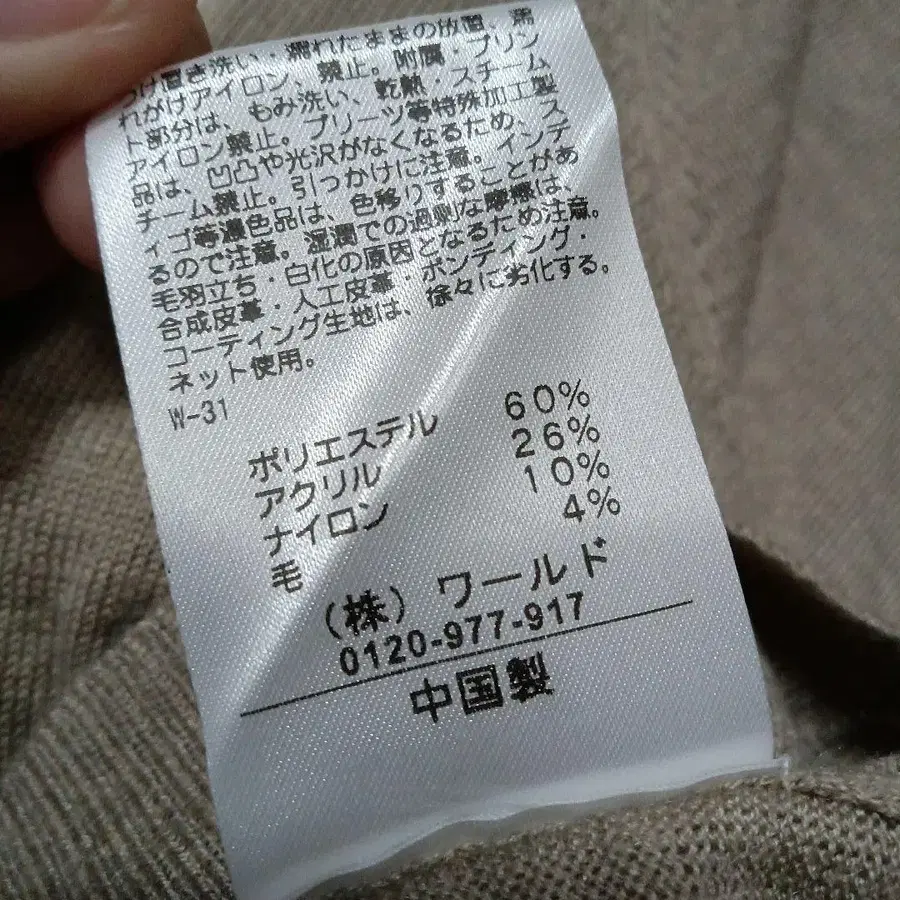 つけ置き洗い・濡れたままの放置・濡
れがけアイロン 禁止。附属・プリン
ト部分は、もみ洗い、乾熱・スチーム
アイロン禁止。プリーツ等特殊加工製
品は、凹凸や光沢がなくなるため、ス
チーム禁止。引っかけに注意。インデ
ィゴ等濃色品は、色移りすることがあ
るので注意。湿潤での過剰な摩擦は、
毛羽立ち・白化の原因となるため注意。
合成皮革・人工皮革・ボンディング・
コーティング生地は、徐々に劣化する。
ネット使用。
W-31
ポリエステル 60%
アクリル 26%
ナイロン 10%
毛 4%
(株) ワールド
0120-977-917
中国製